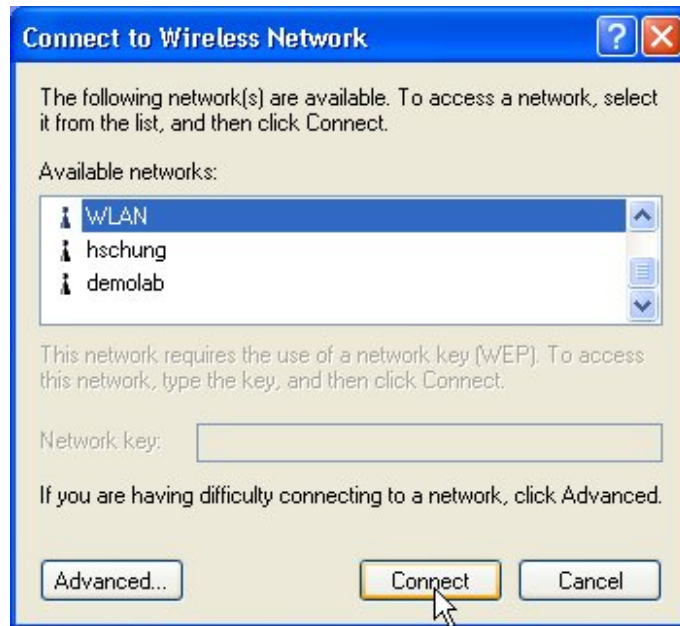 Connect to Wireless Network
The following network(s) are available. To access a network, select
it from the list, and then click Connect.
Available networks:
WLAN
hschung
demolab
This network requires the use of a network key (WEP). To access
this network, type the key, and then click Connect.
Network key:
If you are having difficulty connecting to a network, click Advanced.
Advanced... Connect Cancel